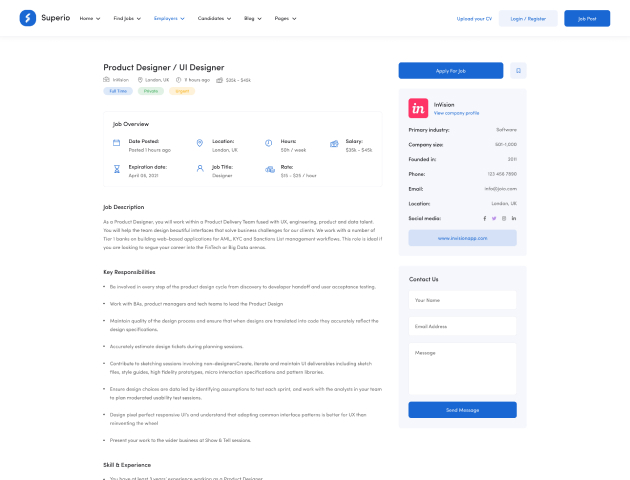 Superio
Home
Find Jobs
Employers
Candidates
Blog
Pages
Upload your CV
Login / Register
Job Post
Product Designer / UI Designer
InVision
London, UK
11 hours ago
$35k - $45k
Full Time
Private
Urgent
Apply For Job
Job Overview
Date Posted:
Posted 1 hours ago
Location:
London, UK
Hours:
50h / week
Salary:
$35k - $45k
Expiration date:
April 06, 2021
Job Title:
Designer
Rate:
$15 - $25 / hour
InVision
View company profile
Primary industry:
Software
Company size:
501-1,000
Founded in:
2011
Phone:
123 456 7890
Email:
info@joio.com
Location:
London, UK
Social media:
www.invisionapp.com
Job Description
As a Product Designer, you will work within a Product Delivery Team fused with UX, engineering, product and data talent.
You will help the team design beautiful interfaces that solve business challenges for our clients. We work with a number of
Tier 1 banks on building web-based applications for AML, KYC and Sanctions List management workflows. This role is ideal if
you are looking to segue your career into the FinTech or Big Data arenas.
Key Responsibilities
Be involved in every step of the product design cycle from discovery to developer handoff and user acceptance testing.
Work with BAs, product managers and tech teams to lead the Product Design
Maintain quality of the design process and ensure that when designs are translated into code they accurately reflect the
design specifications.
Accurately estimate design tickets during planning sessions.
Contribute to sketching sessions involving non-designersCreate, iterate and maintain UI deliverables including sketch
files, style guides, high fidelity prototypes, micro interaction specifications and pattern libraries.
Ensure design choices are data led by identifying assumptions to test each sprint, and work with the analysts in your team
to plan moderated usability test sessions.
Design pixel perfect responsive UI's and understand that adopting common interface patterns is better for UX than
reinventing the wheel
Present your work to the wider business at Show & Tell sessions.
Skill & Experience
You have at least 3 years' experience working as a Product Designer.
Contact Us
Your Name
Email Address
Message
Send Message